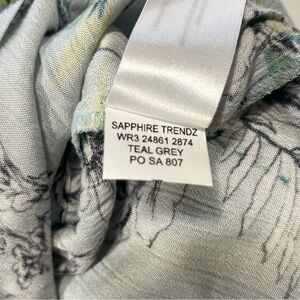 SAPPHIRE TRENDZ
WR3 24861 2874
TEAL GREY
PO SA 807